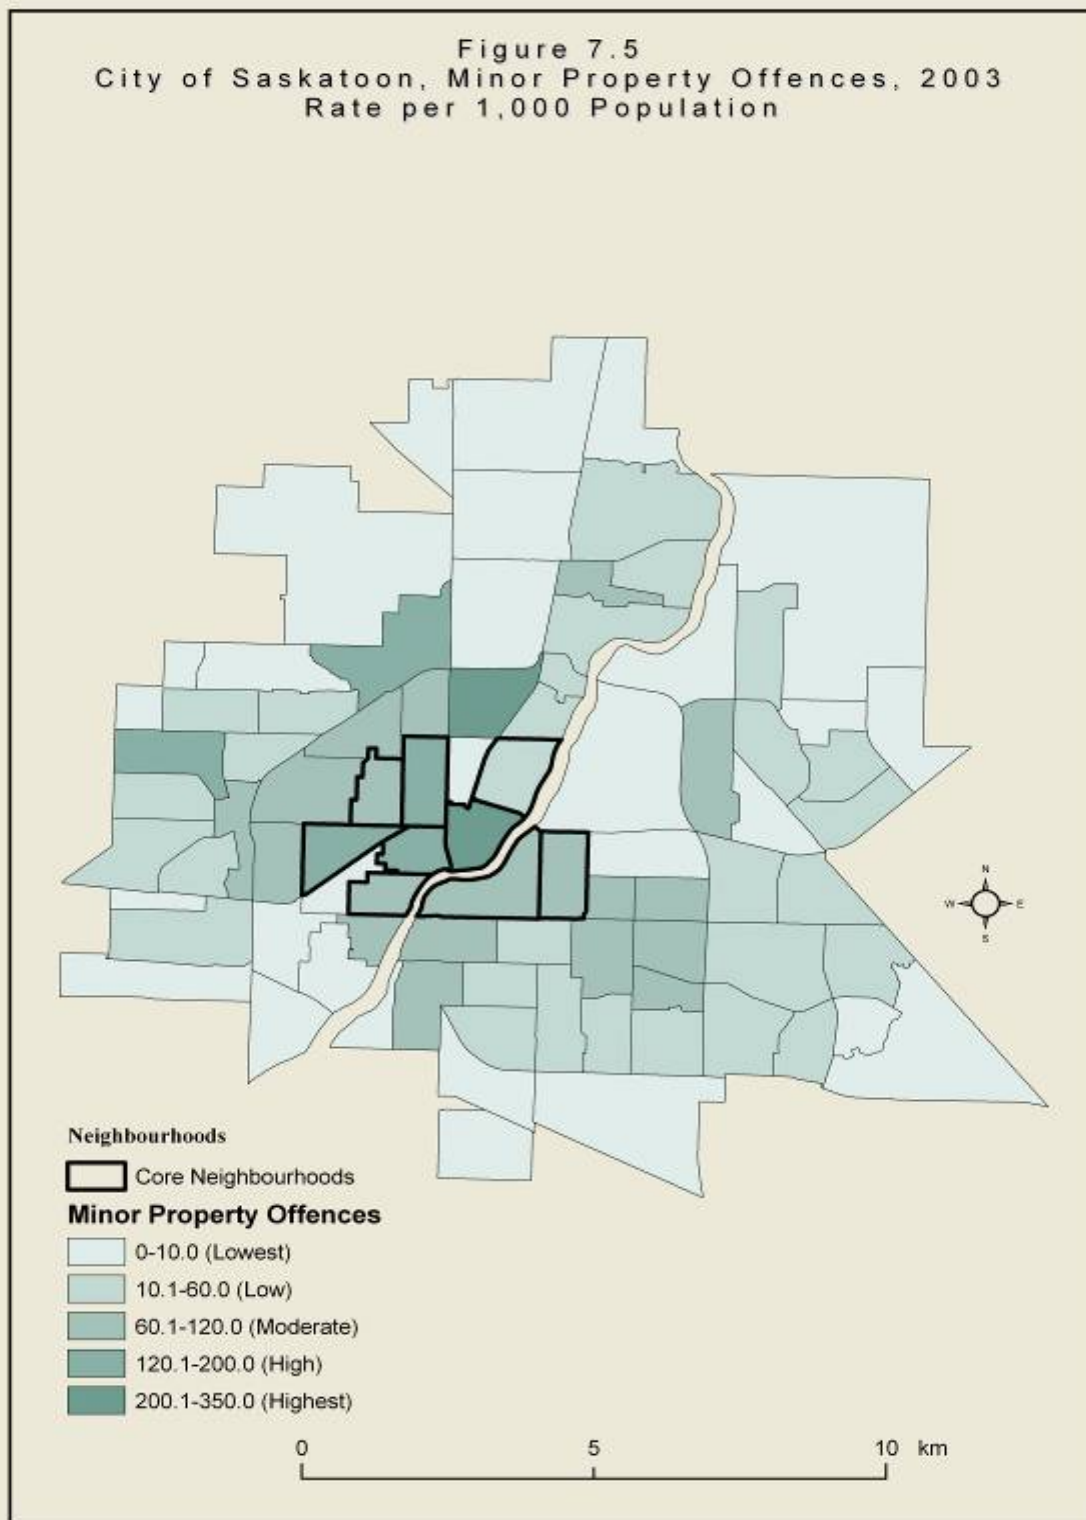 Figure 7.5
City of Saskatoon, Minor Property Offences, 2003
Rate per 1,000 Population
N
W E
S
Neighbourhoods
Core Neighbourhoods
Minor Property Offences
0-10.0 (Lowest)
10.1-60.0 (Low)
60.1-120.0 (Moderate)
120.1-200.0 (High)
200.1-350.0 (Highest)
0 5 10 km